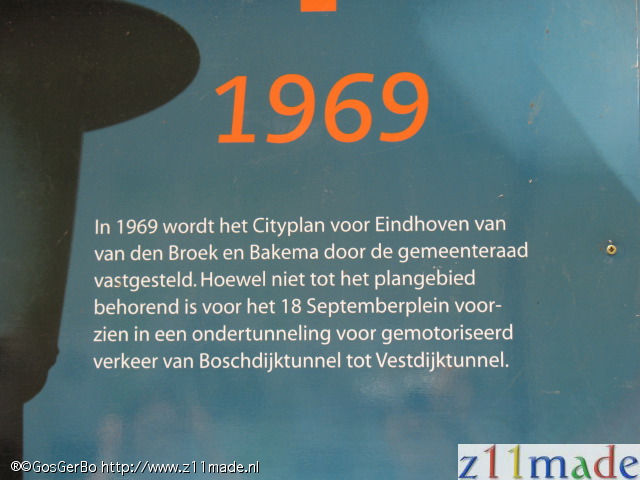 1969
In 1969 wordt het Cityplan voor Eindhoven van
van den Broek en Bakema door de gemeenteraad
vastgesteld. Hoewel niet tot het plangebied
behorend is voor het 18 Septemberplein voor-
zien in een ondertunneling voor gemotoriseerd
verkeer van Boschdijktunnel tot Vestdijktunnel.
®©GosGerBo http://www.z11made.nl
z11made